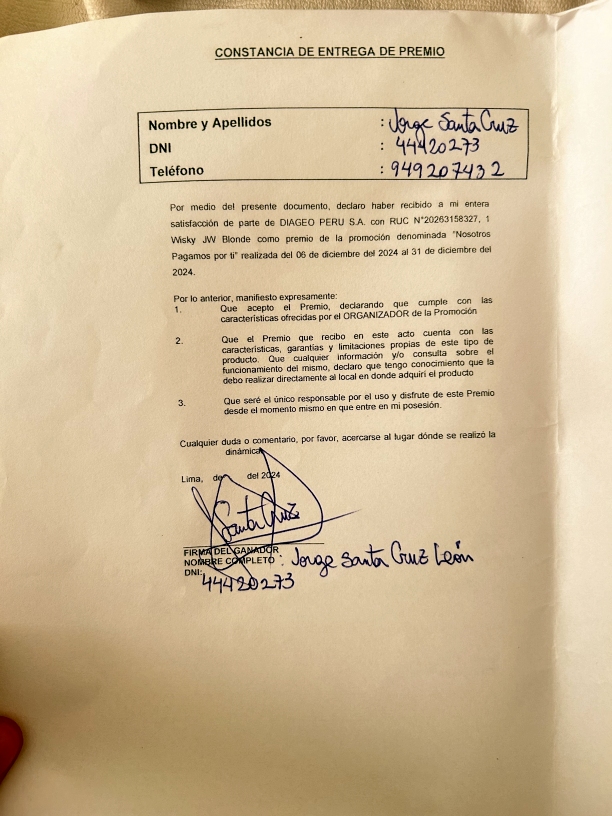 CONSTANCIA DE ENTREGA DE PREMIO
Nombre y Apellidos : Jorge Santa Cruz
DNI : 44420273
Teléfono : 949207432
Por medio del presente documento, declaro haber recibido a mi entera
satisfacción de parte de DIAGEO PERU S.A. con RUC N°20263158327, 1
Wisky JW Blonde como premio de la promoción denominada "Nosotros
Pagamos por ti" realizada del 06 de diciembre del 2024 al 31 de diciembre del
2024.
Por lo anterior, manifiesto expresamente:
1. Que acepto el Premio, declarando que cumple con las
características ofrecidas por el ORGANIZADOR de la Promoción
2. Que el Premio que recibo en este acto cuenta con las
características, garantías y limitaciones propias de este tipo de
producto. Que cualquier información y/o consulta sobre el
funcionamiento del mismo, declaro que tengo conocimiento que la
debo realizar directamente al local en donde adquirí el producto
3. Que seré el único responsable por el uso y disfrute de este Premio
desde el momento mismo en que entre en mi posesión.
Cualquier duda o comentario, por favor, acercarse al lugar dónde se realizó la
dinámica
Lima, de del 2024
Santa Cruz
FIRMA DEL GANADOR
NOMBRE COMPLETO : Jorge Santa Cruz León
DNI: 44420273